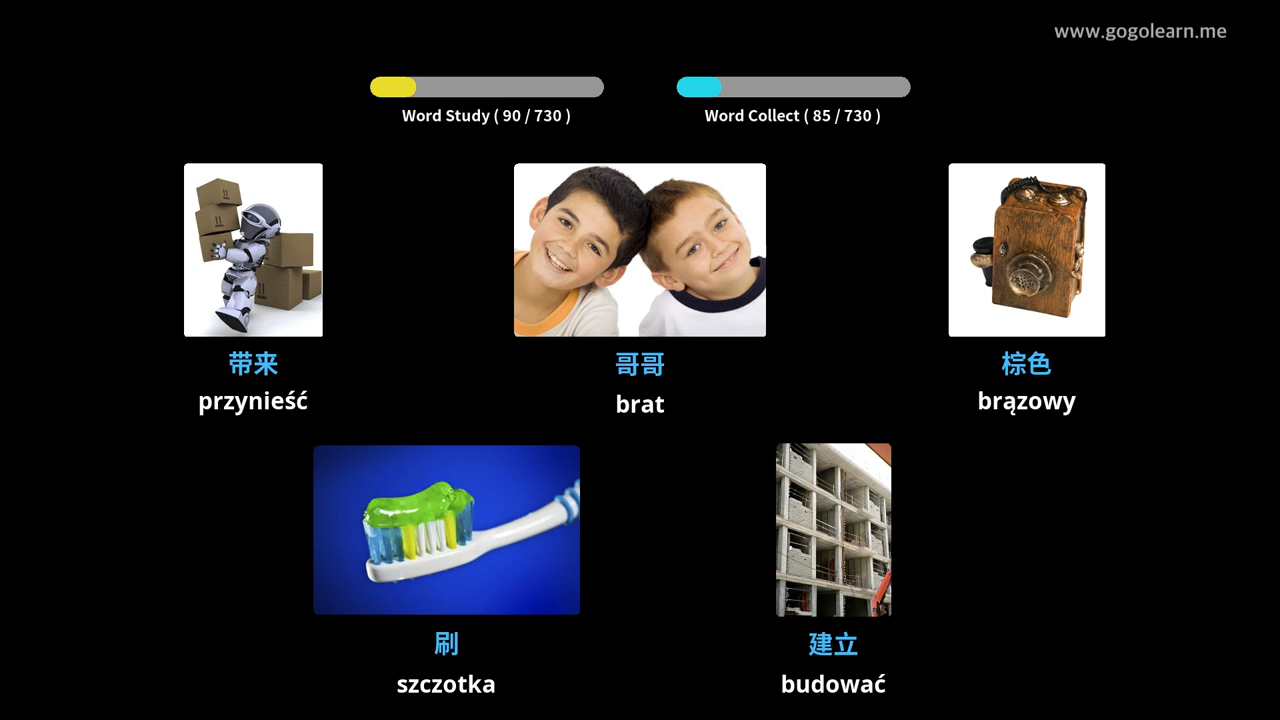 www.gogolearn.me
Word Study ( 90 / 730 )
Word Collect ( 85 / 730 )
带来
przynieść
哥哥
brat
棕色
brązowy
刷
szczotka
建立
budować